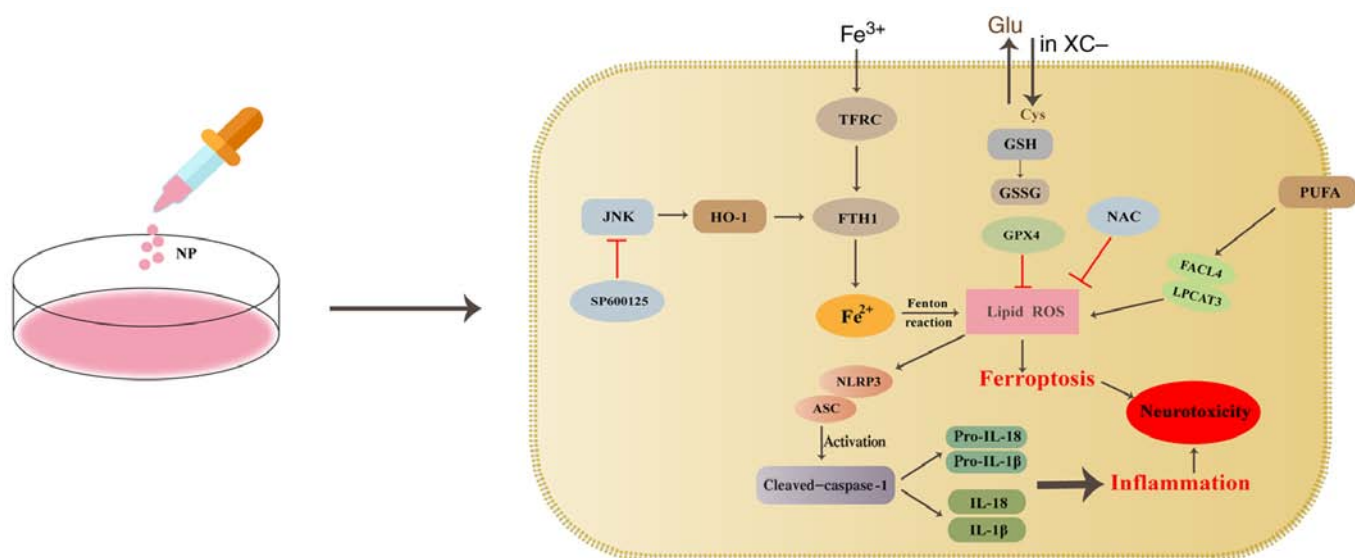 Fe3+
Glu
in XC–
Cys
TFRC
GSH
GSSG
PUFA
JNK
HO-1
FTH1
GPX4
NAC
NP
FACL4
LPCAT3
SP600125
Fe2+
Fenton
reaction
Lipid ROS
NLRP3
ASC
Ferroptosis
Neurotoxicity
Activation
Pro-IL-18
Pro-IL-1β
Cleaved-caspase-1
Inflammation
IL-18
IL-1β